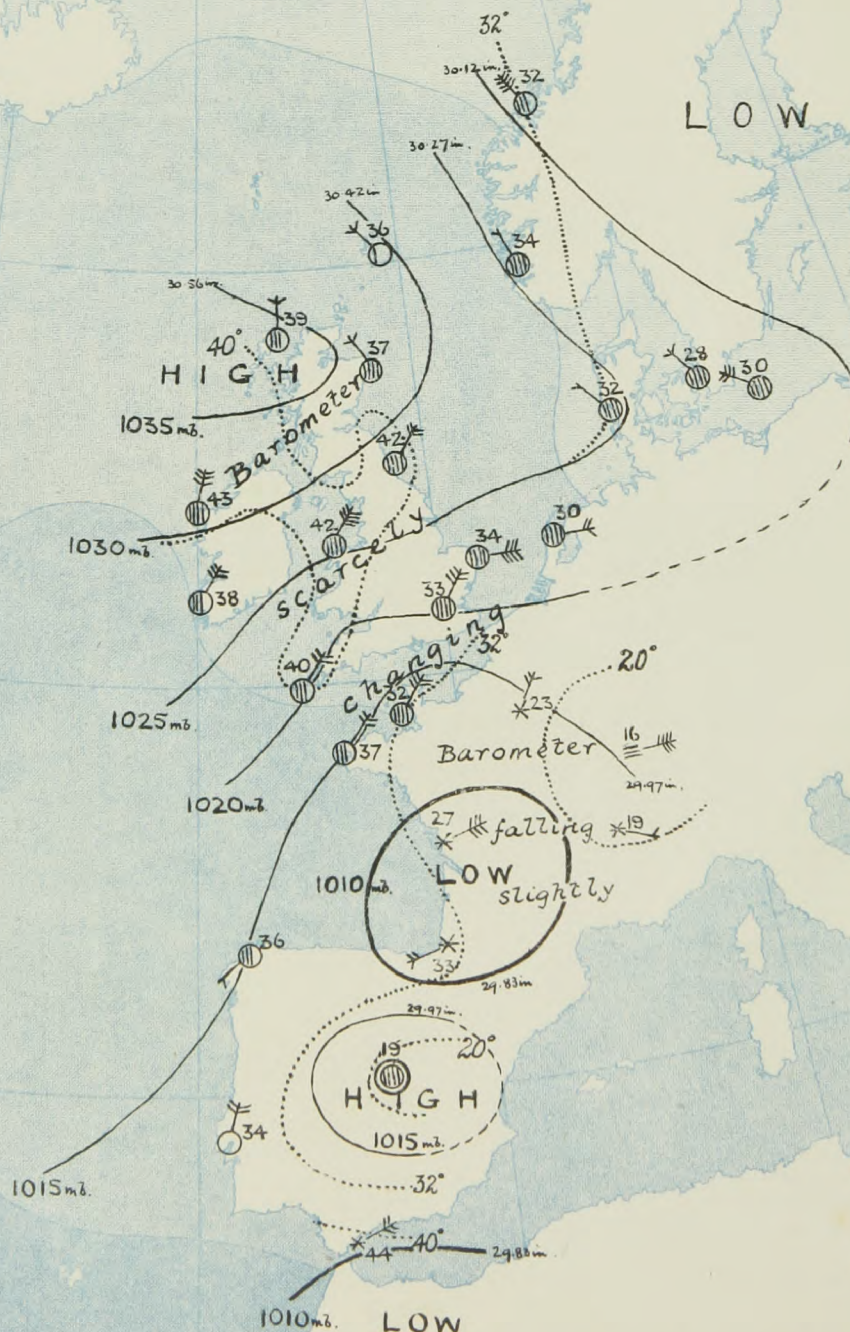 32°
30·12 in.
32
LOW
30·27 in.
30·42 in
36
34
30·56 in.
39
40°
37
HIGH
28
30
32
1035 mb.
Barometer
42
43
42
30
1030 mb.
34
scarcely
38
33
changing
32°
40
20°
32
23
1025 mb.
16
37
Barometer
29·97 in.
1020 mb.
27
falling
19
1010 mb.
LOW
slightly
36
33
29·83 in
29·97 in.
20°
19
HIGH
34
1015 mb.
1015 mb.
32°
40°
44
29·83 in.
1010 mb.
LOW